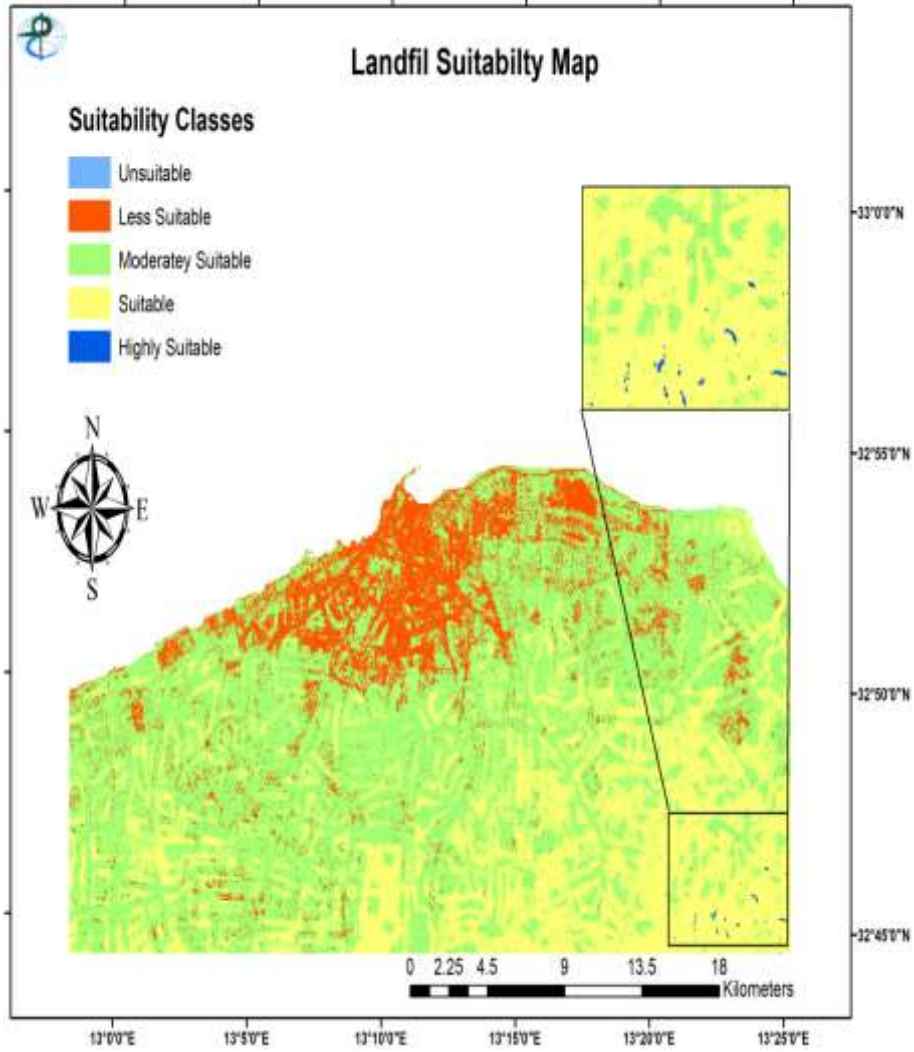 Landfil Suitabilty Map
Suitability Classes
Unsuitable
Less Suitable
Moderatey Suitable
Suitable
Highly Suitable
N
W E
S
33°0'0"N
32°55'0"N
32°50'0"N
32°45'0"N
0 2.25 4.5 9 13.5 18
Kilometers
13°0'0"E 13°5'0"E 13°10'0"E 13°15'0"E 13°20'0"E 13°25'0"E